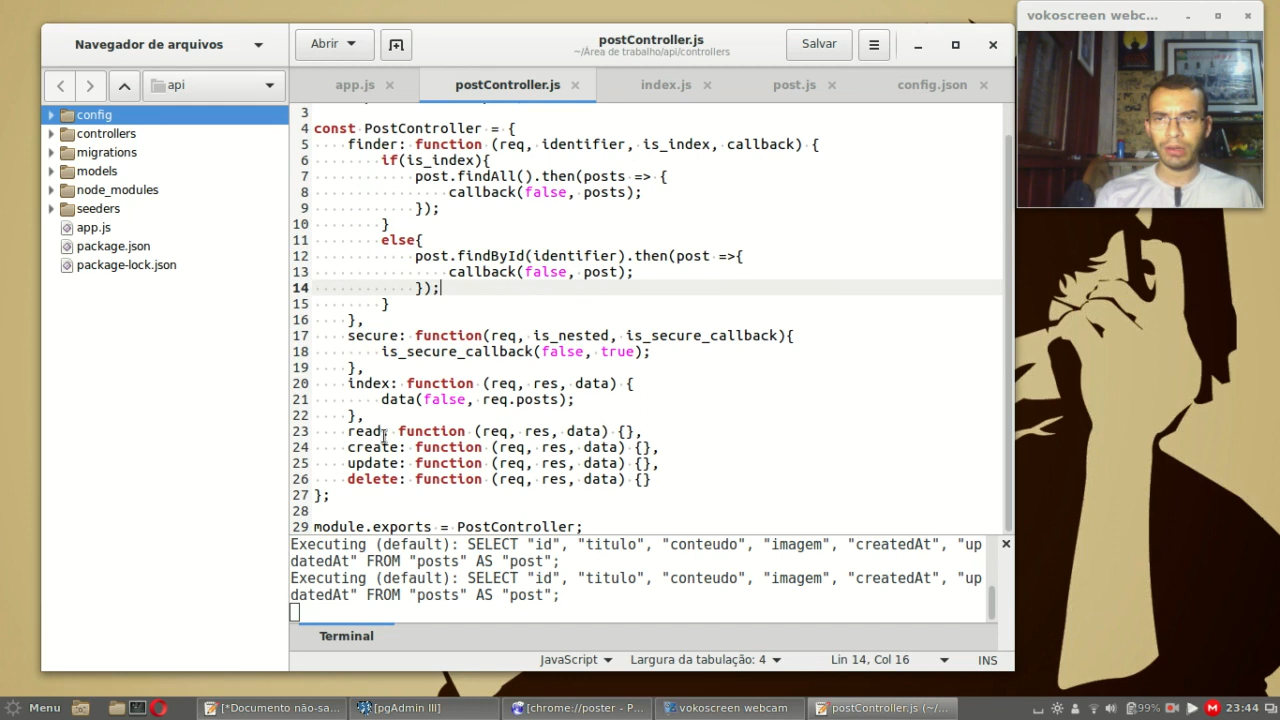 vokoscreen webc...
Navegador de arquivos
Abrir
postController.js
~/Área de trabalho/api/controllers
Salvar
api
app.js
postController.js
index.js
post.js
config.json
config
controllers
migrations
models
node_modules
seeders
app.js
package.json
package-lock.json
3
4 const PostController = {
5 finder: function (req, identifier, is_index, callback) {
6 if(is_index){
7 post.findAll().then(posts => {
8 callback(false, posts);
9 });
10 }
11 else{
12 post.findById(identifier).then(post =>{
13 callback(false, post);
14 });
15 }
16 },
17 secure: function(req, is_nested, is_secure_callback){
18 is_secure_callback(false, true);
19 },
20 index: function (req, res, data) {
21 data(false, req.posts);
22 },
23 read: function (req, res, data) {},
24 create: function (req, res, data) {},
25 update: function (req, res, data) {},
26 delete: function (req, res, data) {}
27 };
28
29 module.exports = PostController;
Executing (default): SELECT "id", "titulo", "conteudo", "imagem", "createdAt", "up
datedAt" FROM "posts" AS "post";
Executing (default): SELECT "id", "titulo", "conteudo", "imagem", "createdAt", "up
datedAt" FROM "posts" AS "post";
Terminal
JavaScript
Largura da tabulação: 4
Lin 14, Col 16
INS
Menu
[*Documento não-sa...
[pgAdmin III]
[chrome://poster - P...
vokoscreen webcam
postController.js (~/...
99%
23:44